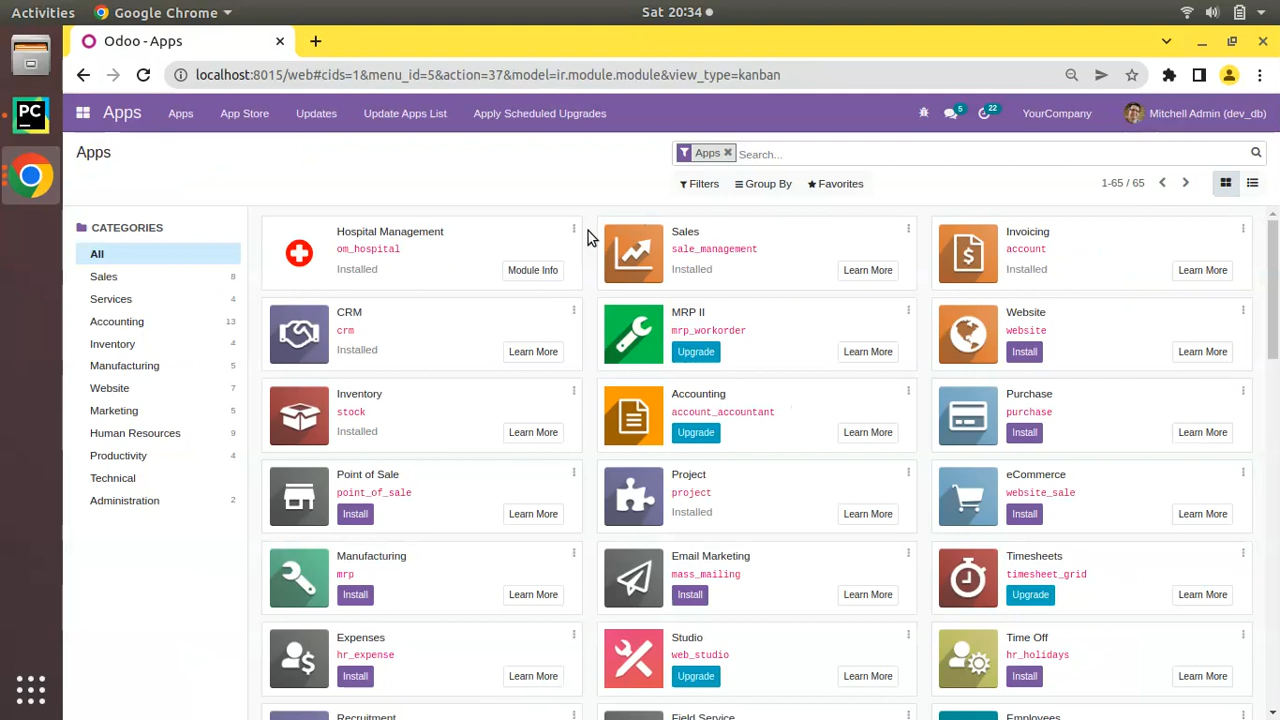 Activities Google Chrome Sat 20:34
Odoo - Apps
localhost:8015/web#cids=1&menu_id=5&action=37&model=ir.module.module&view_type=kanban
Apps Apps App Store Updates Update Apps List Apply Scheduled Upgrades 5 22 YourCompany Mitchell Admin (dev_db)
Apps
Apps Search...
Filters Group By Favorites 1-65 / 65
CATEGORIES
All
Sales 8
Services 4
Accounting 13
Inventory 4
Manufacturing 5
Website 7
Marketing 5
Human Resources 9
Productivity 4
Technical
Administration 2
Hospital Management
om_hospital
Installed Module Info
Sales
sale_management
Installed Learn More
Invoicing
account
Installed Learn More
CRM
crm
Installed Learn More
MRP II
mrp_workorder
Upgrade Learn More
Website
website
Install Learn More
Inventory
stock
Installed Learn More
Accounting
account_accountant
Upgrade Learn More
Purchase
purchase
Install Learn More
Point of Sale
point_of_sale
Install Learn More
Project
project
Installed Learn More
eCommerce
website_sale
Install Learn More
Manufacturing
mrp
Install Learn More
Email Marketing
mass_mailing
Install Learn More
Timesheets
timesheet_grid
Upgrade Learn More
Expenses
hr_expense
Install Learn More
Studio
web_studio
Upgrade Learn More
Time Off
hr_holidays
Install Learn More
Recruitment
Field Service
Employees
PC